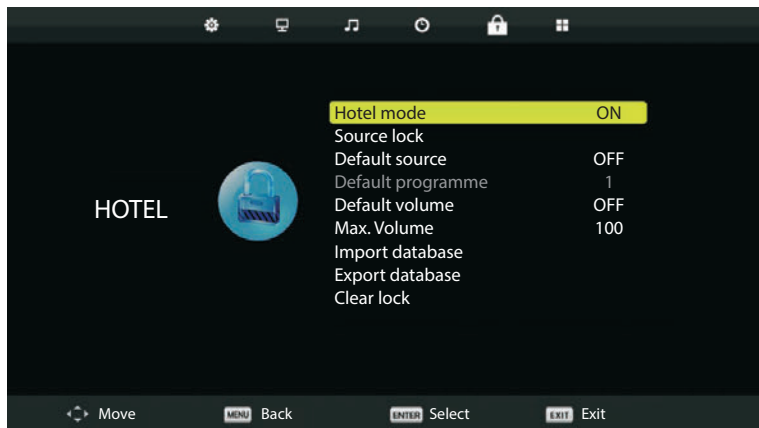 HOTEL
Hotel mode ON
Source lock
Default source OFF
Default programme 1
Default volume OFF
Max. Volume 100
Import database
Export database
Clear lock
Move MENU Back ENTER Select EXIT Exit